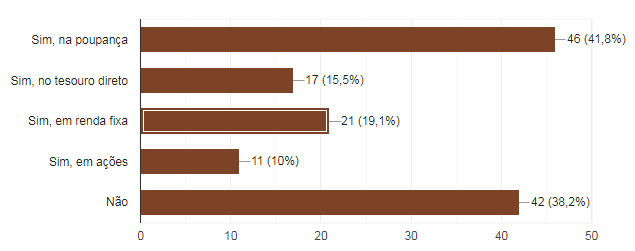 Sim, na poupança
46 (41,8%)
Sim, no tesouro direto
17 (15,5%)
Sim, em renda fixa
21 (19,1%)
Sim, em ações
11 (10%)
Não
42 (38,2%)
0 10 20 30 40 50